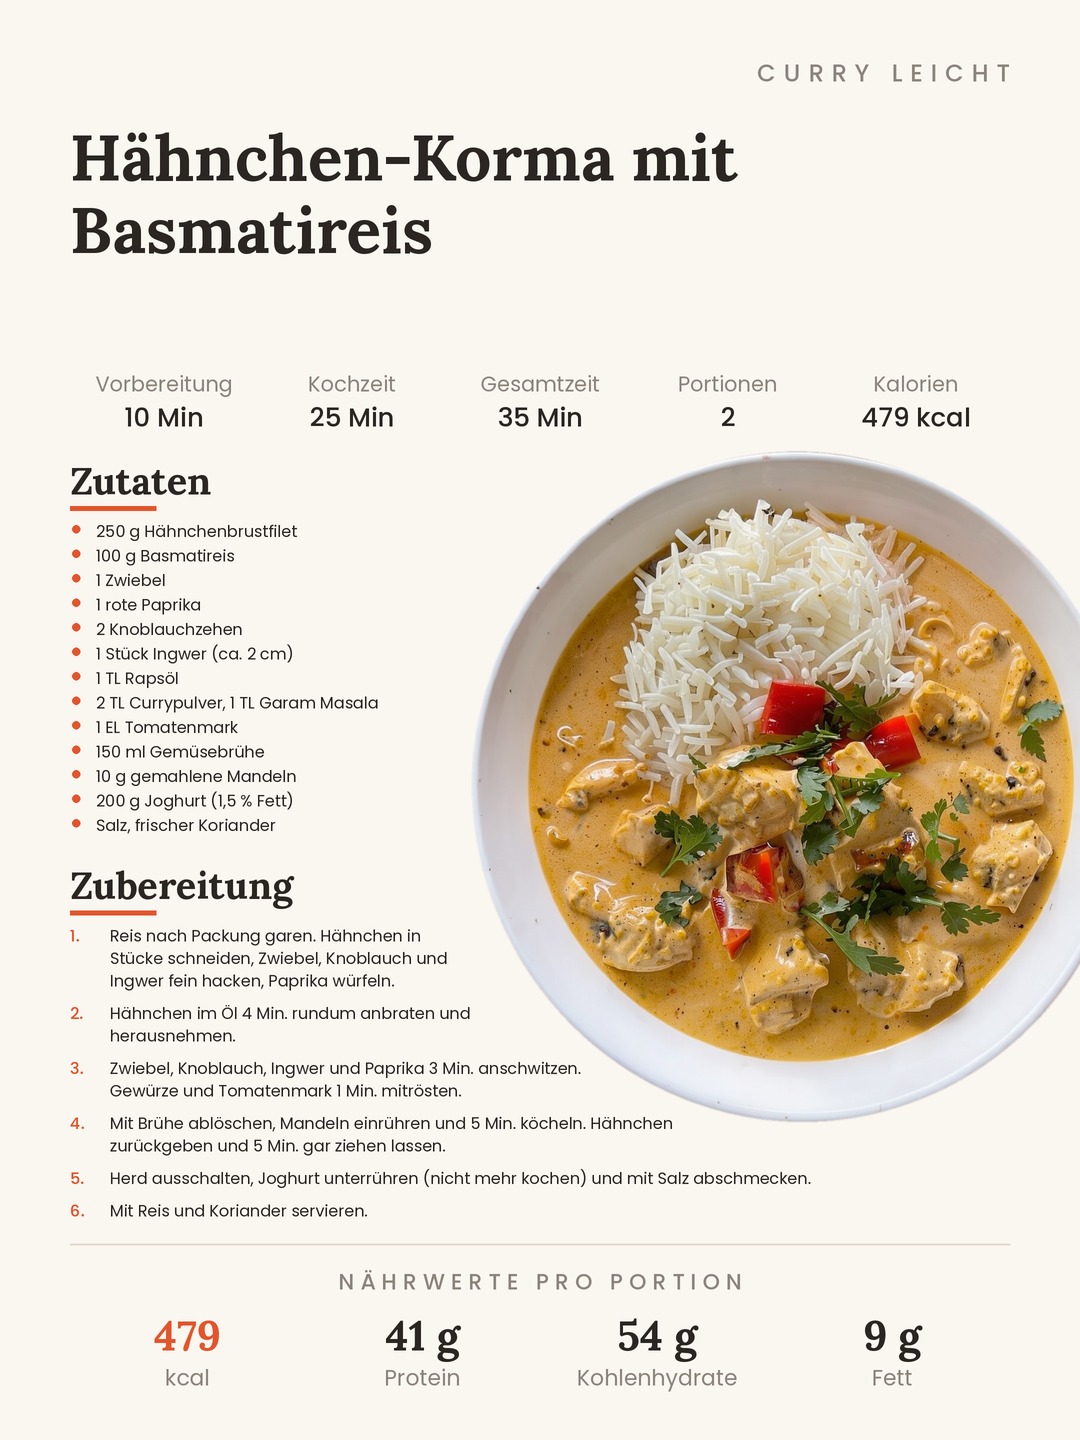 CURRY LEICHT
Hähnchen-Korma mit
Basmatireis
Vorbereitung
10 Min
Kochzeit
25 Min
Gesamtzeit
35 Min
Portionen
2
Kalorien
479 kcal
Zutaten
250 g Hähnchenbrustfilet
100 g Basmatireis
1 Zwiebel
1 rote Paprika
2 Knoblauchzehen
1 Stück Ingwer (ca. 2 cm)
1 TL Rapsöl
2 TL Currypulver, 1 TL Garam Masala
1 EL Tomatenmark
150 ml Gemüsebrühe
10 g gemahlene Mandeln
200 g Joghurt (1,5 % Fett)
Salz, frischer Koriander
Zubereitung
1. Reis nach Packung garen. Hähnchen in
Stücke schneiden, Zwiebel, Knoblauch und
Ingwer fein hacken, Paprika würfeln.
2. Hähnchen im Öl 4 Min. rundum anbraten und
herausnehmen.
3. Zwiebel, Knoblauch, Ingwer und Paprika 3 Min. anschwitzen.
Gewürze und Tomatenmark 1 Min. mitrösten.
4. Mit Brühe ablöschen, Mandeln einrühren und 5 Min. köcheln. Hähnchen
zurückgeben und 5 Min. gar ziehen lassen.
5. Herd ausschalten, Joghurt unterrühren (nicht mehr kochen) und mit Salz abschmecken.
6. Mit Reis und Koriander servieren.
NÄHRWERTE PRO PORTION
479
kcal
41 g
Protein
54 g
Kohlenhydrate
9 g
Fett